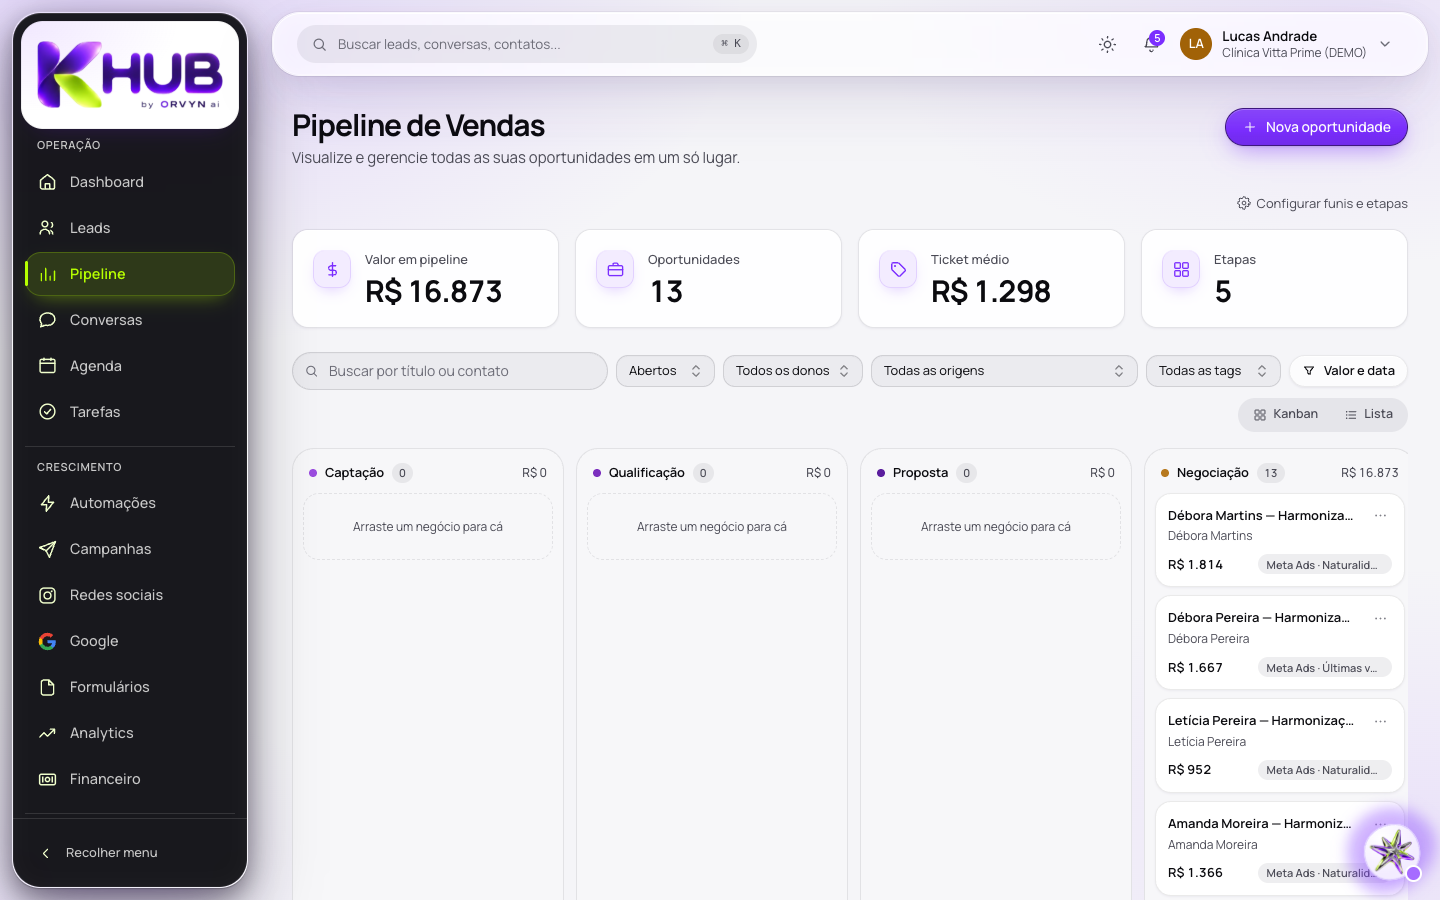 KHUB
by ORVYN ai
OPERAÇÃO
Dashboard
Leads
Pipeline
Conversas
Agenda
Tarefas
CRESCIMENTO
Automações
Campanhas
Redes sociais
Google
Formulários
Analytics
Financeiro
Recolher menu
Buscar leads, conversas, contatos...
⌘ K
5
LA
Lucas Andrade
Clínica Vitta Prime (DEMO)
Pipeline de Vendas
Visualize e gerencie todas as suas oportunidades em um só lugar.
Nova oportunidade
Configurar funis e etapas
Valor em pipeline
R$ 16.873
Oportunidades
13
Ticket médio
R$ 1.298
Etapas
5
Buscar por título ou contato
Abertos
Todos os donos
Todas as origens
Todas as tags
Valor e data
Kanban
Lista
Captação 0 R$ 0
Arraste um negócio para cá
Qualificação 0 R$ 0
Arraste um negócio para cá
Proposta 0 R$ 0
Arraste um negócio para cá
Negociação 13 R$ 16.873
Débora Martins — Harmoniza...
Débora Martins
R$ 1.814 Meta Ads · Naturalid...
Débora Pereira — Harmoniza...
Débora Pereira
R$ 1.667 Meta Ads · Últimas v...
Letícia Pereira — Harmonizaç...
Letícia Pereira
R$ 952 Meta Ads · Naturalid...
Amanda Moreira — Harmoniz...
Amanda Moreira
R$ 1.366 Meta Ads · Naturalid...